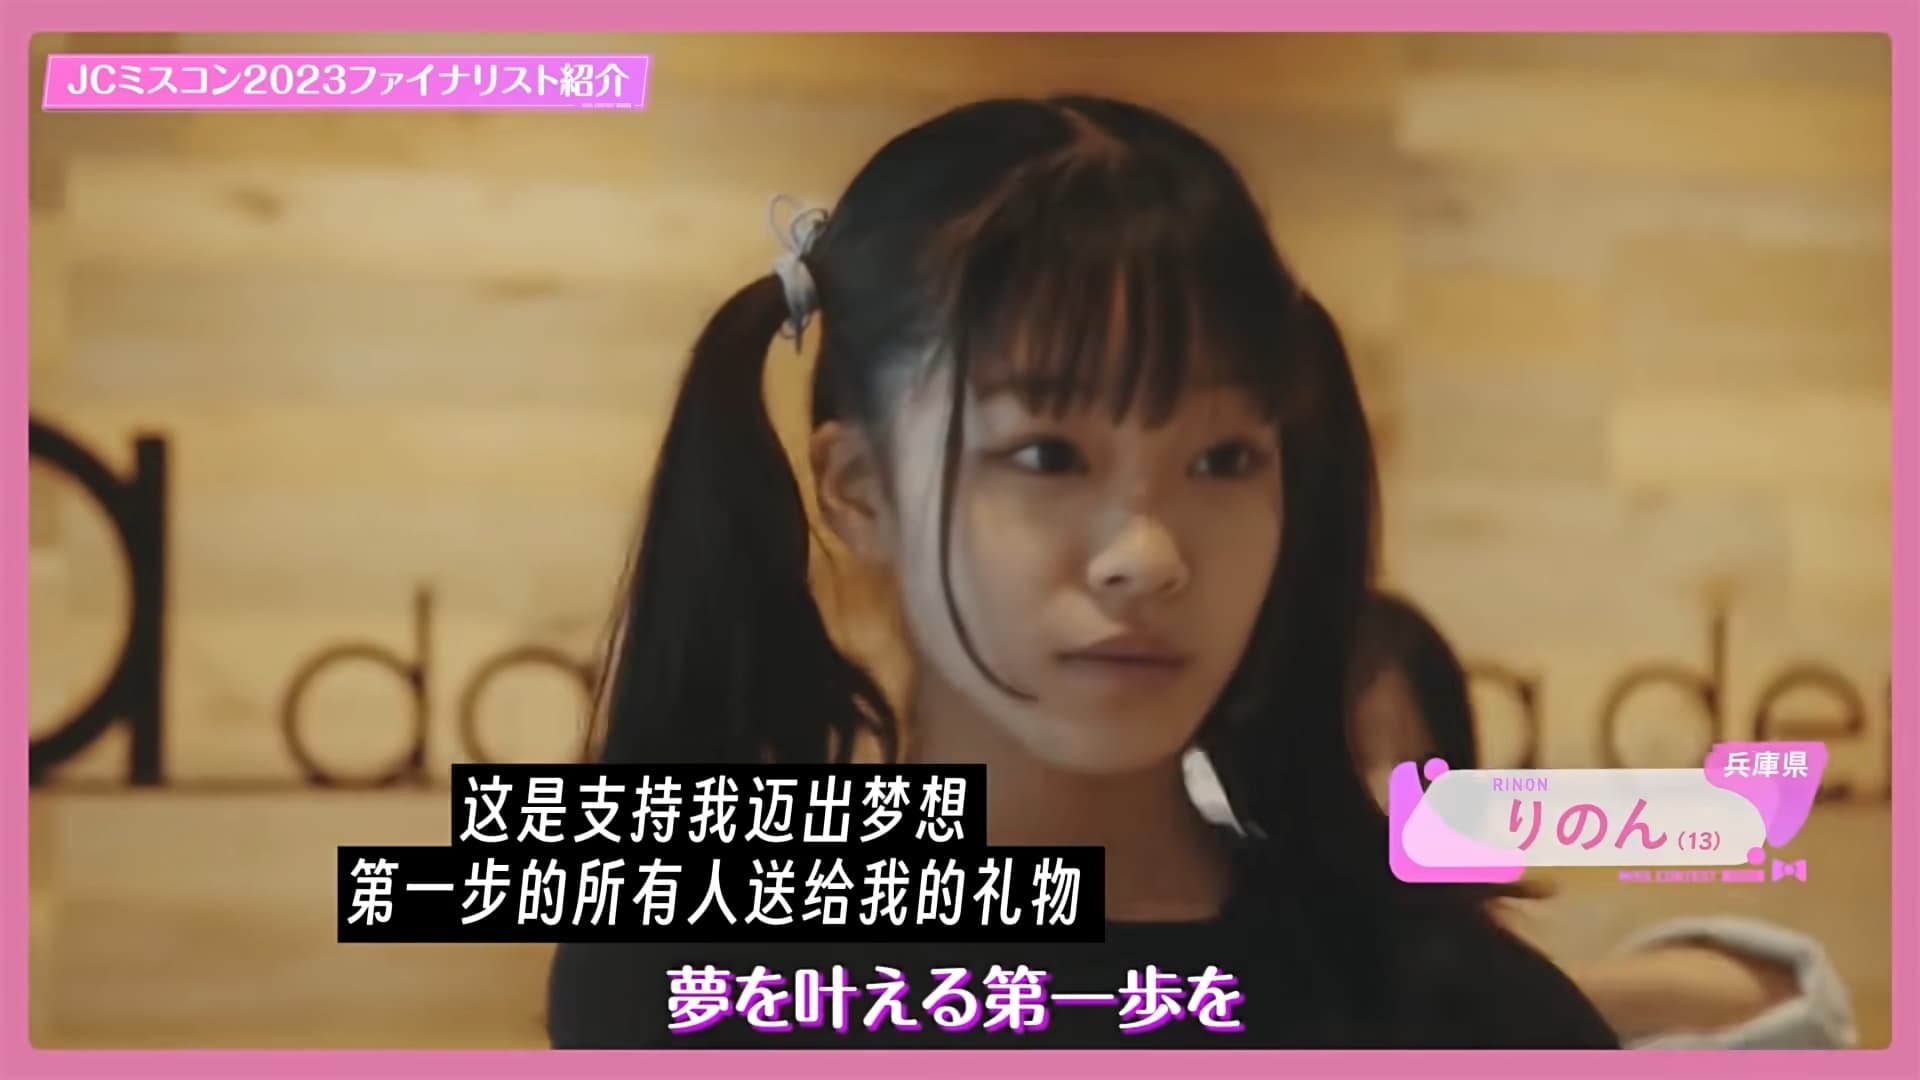 JCミスコン2023ファイナリスト紹介
兵庫県
RINON
りのん (13)
这是支持我迈出梦想
第一步的所有人送给我的礼物
夢を叶える第一歩を